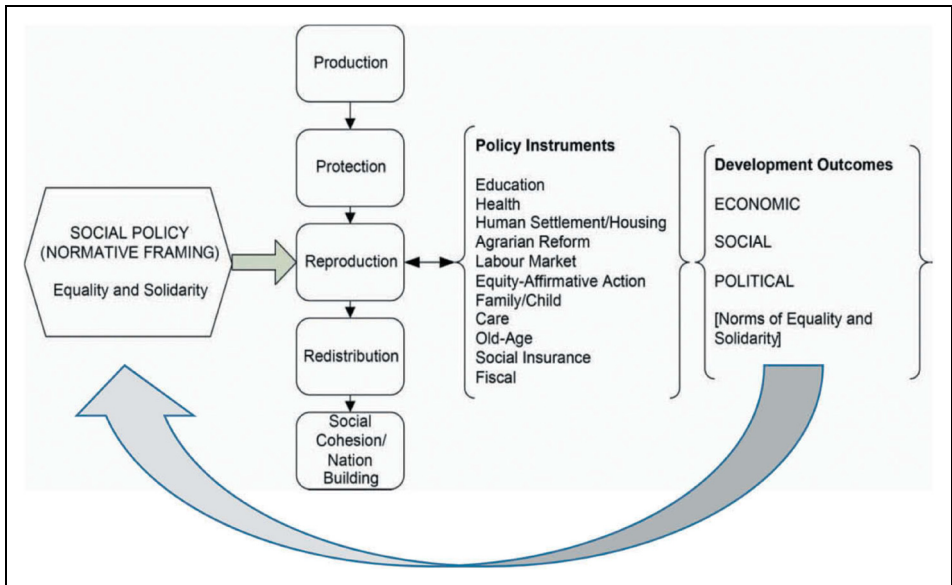 SOCIAL POLICY
(NORMATIVE FRAMING)
Equality and Solidarity
Production
Protection
Reproduction
Redistribution
Social
Cohesion/
Nation
Building
Policy Instruments
Education
Health
Human Settlement/Housing
Agrarian Reform
Labour Market
Equity-Affirmative Action
Family/Child
Care
Old-Age
Social Insurance
Fiscal
Development Outcomes
ECONOMIC
SOCIAL
POLITICAL
[Norms of Equality and
Solidarity]